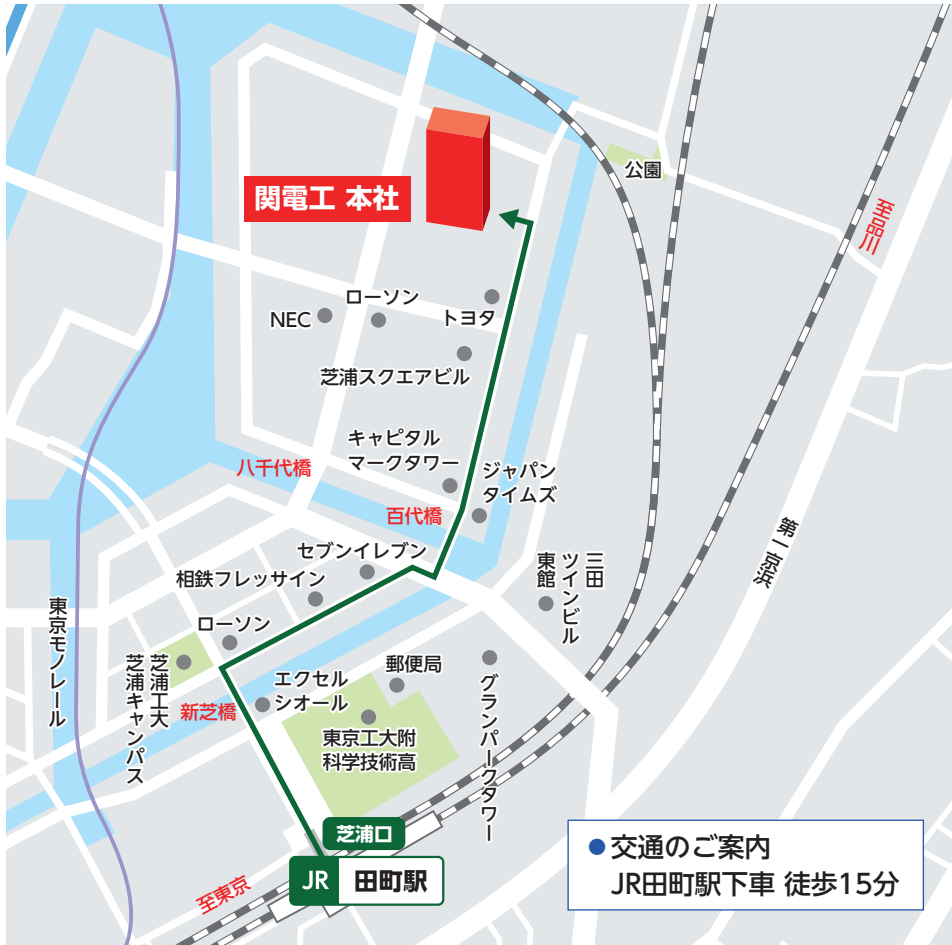 公園
関電工 本社
至品川
ローソン
NEC
トヨタ
芝浦スクエアビル
キャピタル
マークタワー
八千代橋
ジャパン
タイムズ
百代橋
第一京浜
セブンイレブン
三田
ツインビル
東館
相鉄フレッサイン
東京モノレール
ローソン
芝浦工大
芝浦キャンパス
郵便局
エクセル
シオール
新芝橋
グランパークタワー
東京工大附
科学技術高
芝浦口
JR 田町駅
至東京
●交通のご案内
JR田町駅下車 徒歩15分